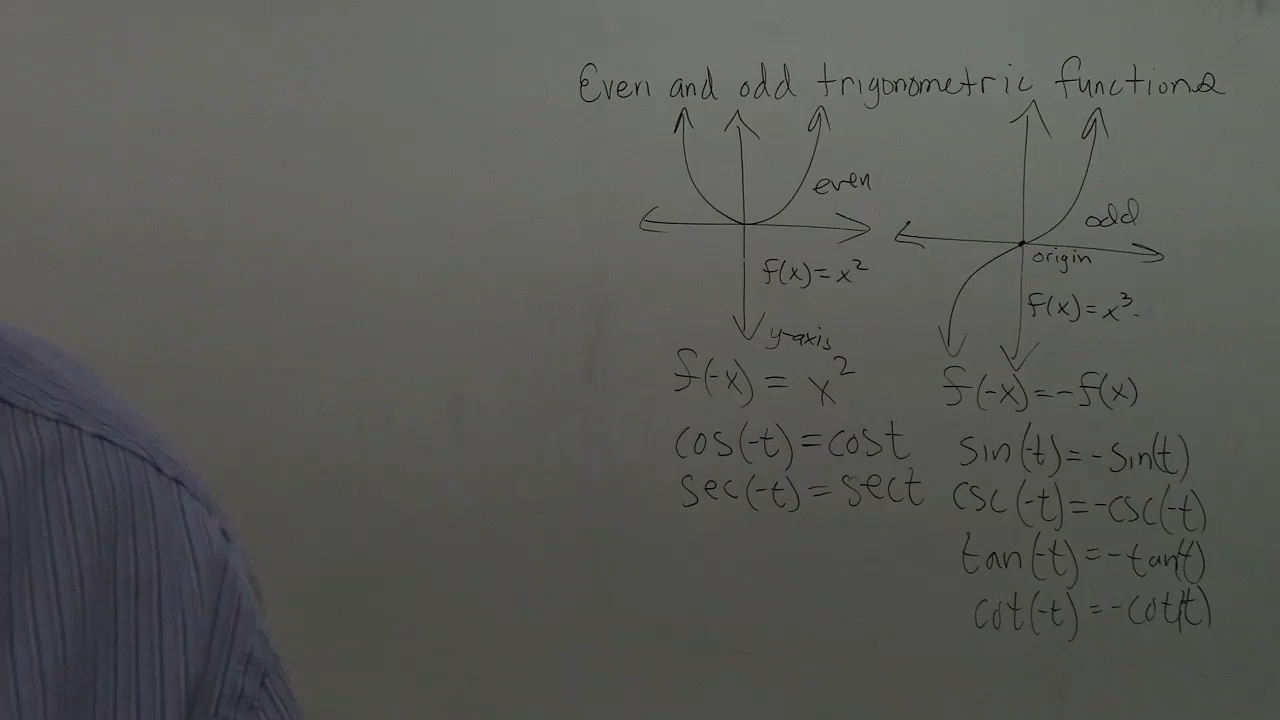 Even and odd trigonometric functions
even
f(x)=x²
y-axis
f(-x) = x²
cos(-t)=cost
sec(-t)=sect
odd
origin
f(x)=x³
f(-x)=-f(x)
sin(-t)=-sin(t)
csc(-t)=-csc(-t)
tan(-t)=-tan(t)
cot(-t)=-cot(t)